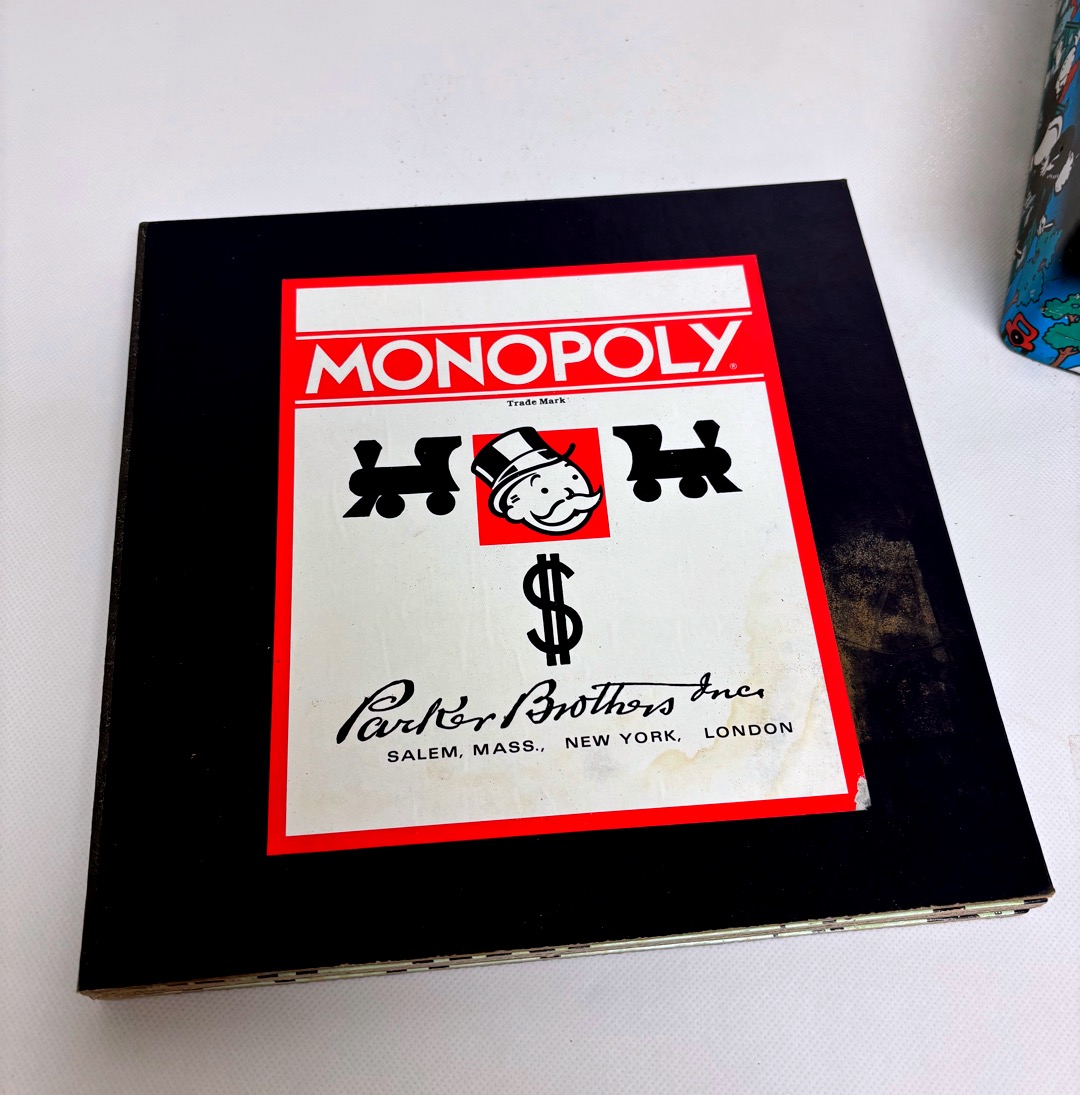 MONOPOLY®
Trade Mark
$
Parker Brothers Inc.
SALEM, MASS., NEW YORK, LONDON